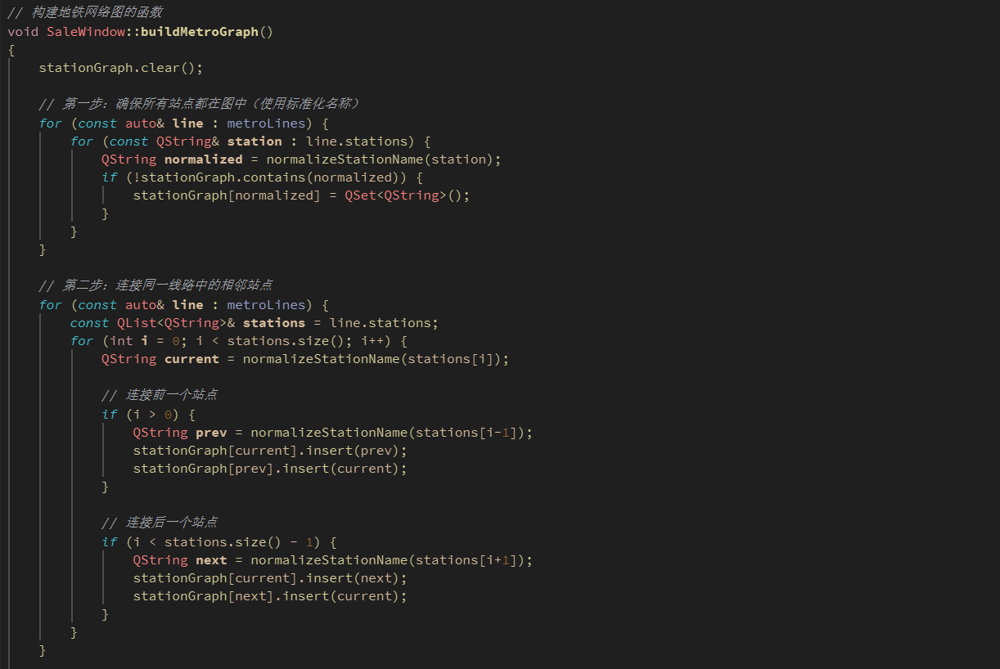 // 构建地铁网络图的函数
void SaleWindow::buildMetroGraph()
{
    stationGraph.clear();

    // 第一步: 确保所有站点都在图中（使用标准化名称）
    for (const auto& line : metroLines) {
        for (const QString& station : line.stations) {
            QString normalized = normalizeStationName(station);
            if (!stationGraph.contains(normalized)) {
                stationGraph[normalized] = QSet<QString>();
            }
        }
    }

    // 第二步: 连接同一线路中的相邻站点
    for (const auto& line : metroLines) {
        const QList<QString>& stations = line.stations;
        for (int i = 0; i < stations.size(); i++) {
            QString current = normalizeStationName(stations[i]);

            // 连接前一个站点
            if (i > 0) {
                QString prev = normalizeStationName(stations[i-1]);
                stationGraph[current].insert(prev);
                stationGraph[prev].insert(current);
            }

            // 连接后一个站点
            if (i < stations.size() - 1) {
                QString next = normalizeStationName(stations[i+1]);
                stationGraph[current].insert(next);
                stationGraph[next].insert(current);
            }
        }
    }